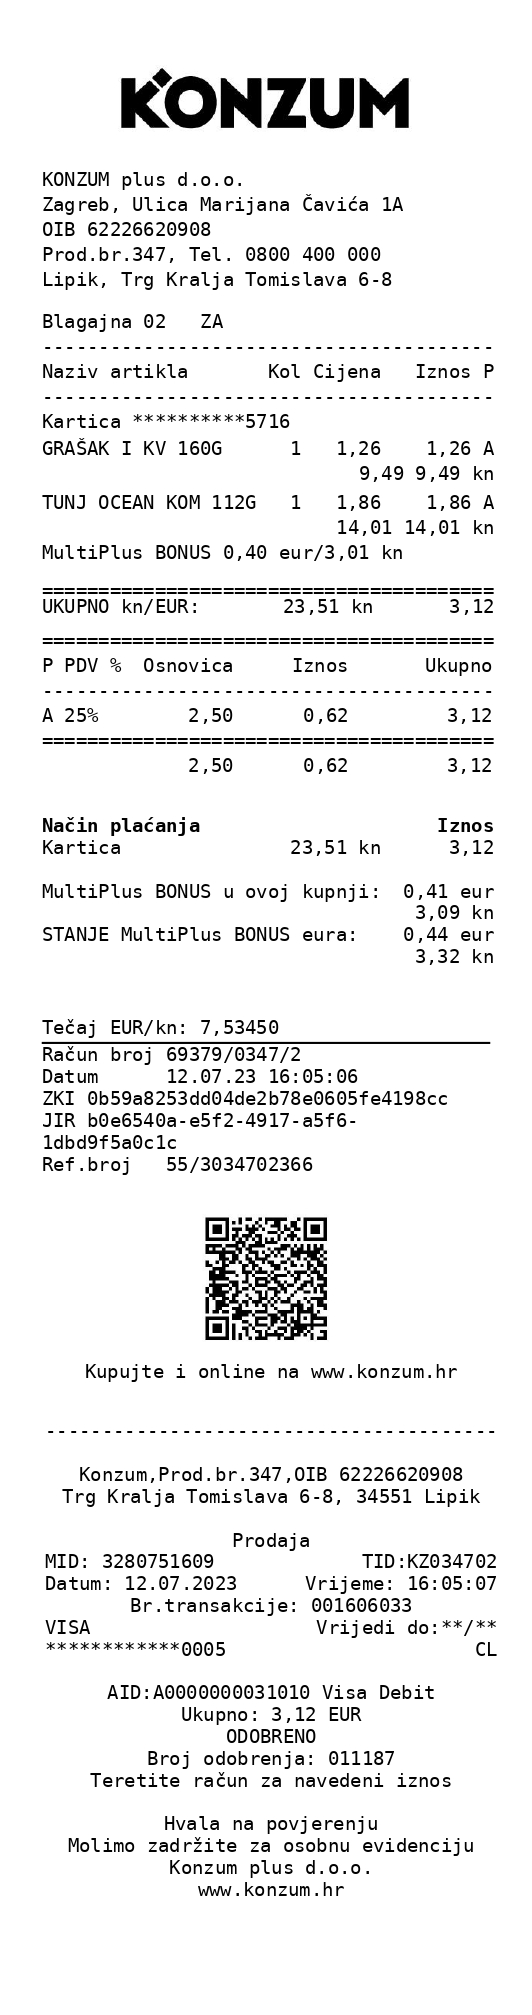 KONZUM
KONZUM plus d.o.o.
Zagreb, Ulica Marijana Čavića 1A
OIB 62226620908
Prod.br.347, Tel. 0800 400 000
Lipik, Trg Kralja Tomislava 6-8
Blagajna 02   ZA
----------------------------------------
Naziv artikla       Kol Cijena   Iznos P
----------------------------------------
Kartica **********5716
GRAŠAK I KV 160G      1   1,26    1,26 A
9,49 9,49 kn
TUNJ OCEAN KOM 112G   1   1,86    1,86 A
14,01 14,01 kn
MultiPlus BONUS 0,40 eur/3,01 kn
========================================
UKUPNO kn/EUR:       23,51 kn       3,12
========================================
P PDV %  Osnovica     Iznos       Ukupno
----------------------------------------
A 25%        2,50      0,62         3,12
========================================
2,50      0,62         3,12
Način plaćanja                     Iznos
Kartica               23,51 kn      3,12
MultiPlus BONUS u ovoj kupnji:  0,41 eur
3,09 kn
STANJE MultiPlus BONUS eura:    0,44 eur
3,32 kn
Tečaj EUR/kn: 7,53450
Račun broj 69379/0347/2
Datum      12.07.23 16:05:06
ZKI 0b59a8253dd04de2b78e0605fe4198cc
JIR b0e6540a-e5f2-4917-a5f6-
1dbd9f5a0c1c
Ref.broj   55/3034702366
Kupujte i online na www.konzum.hr
----------------------------------------
Konzum,Prod.br.347,OIB 62226620908
Trg Kralja Tomislava 6-8, 34551 Lipik
Prodaja
MID: 3280751609             TID:KZ034702
Datum: 12.07.2023      Vrijeme: 16:05:07
Br.transakcije: 001606033
VISA                    Vrijedi do:**/**
************0005                      CL
AID:A0000000031010 Visa Debit
Ukupno: 3,12 EUR
ODOBRENO
Broj odobrenja: 011187
Teretite račun za navedeni iznos
Hvala na povjerenju
Molimo zadržite za osobnu evidenciju
Konzum plus d.o.o.
www.konzum.hr